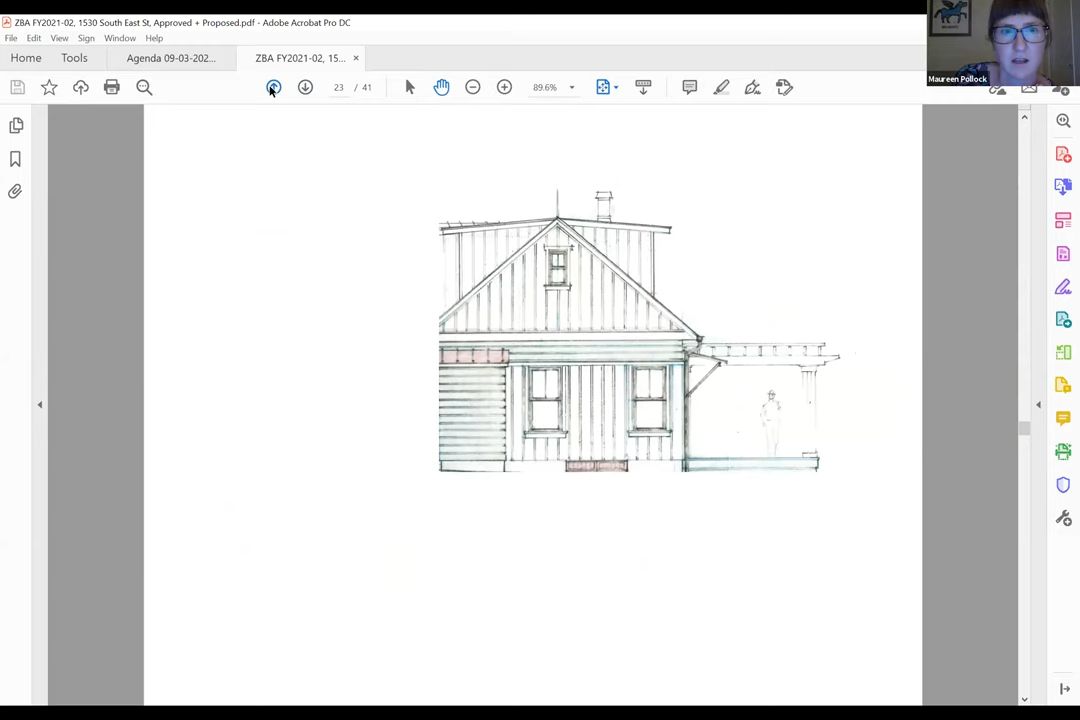 ZBA FY2021-02, 1530 South East St, Approved + Proposed.pdf - Adobe Acrobat Pro DC
File Edit View Sign Window Help
Home Tools Agenda 09-03-202... ZBA FY2021-02, 15... ×
23 / 41 89.6%
Maureen Pollock